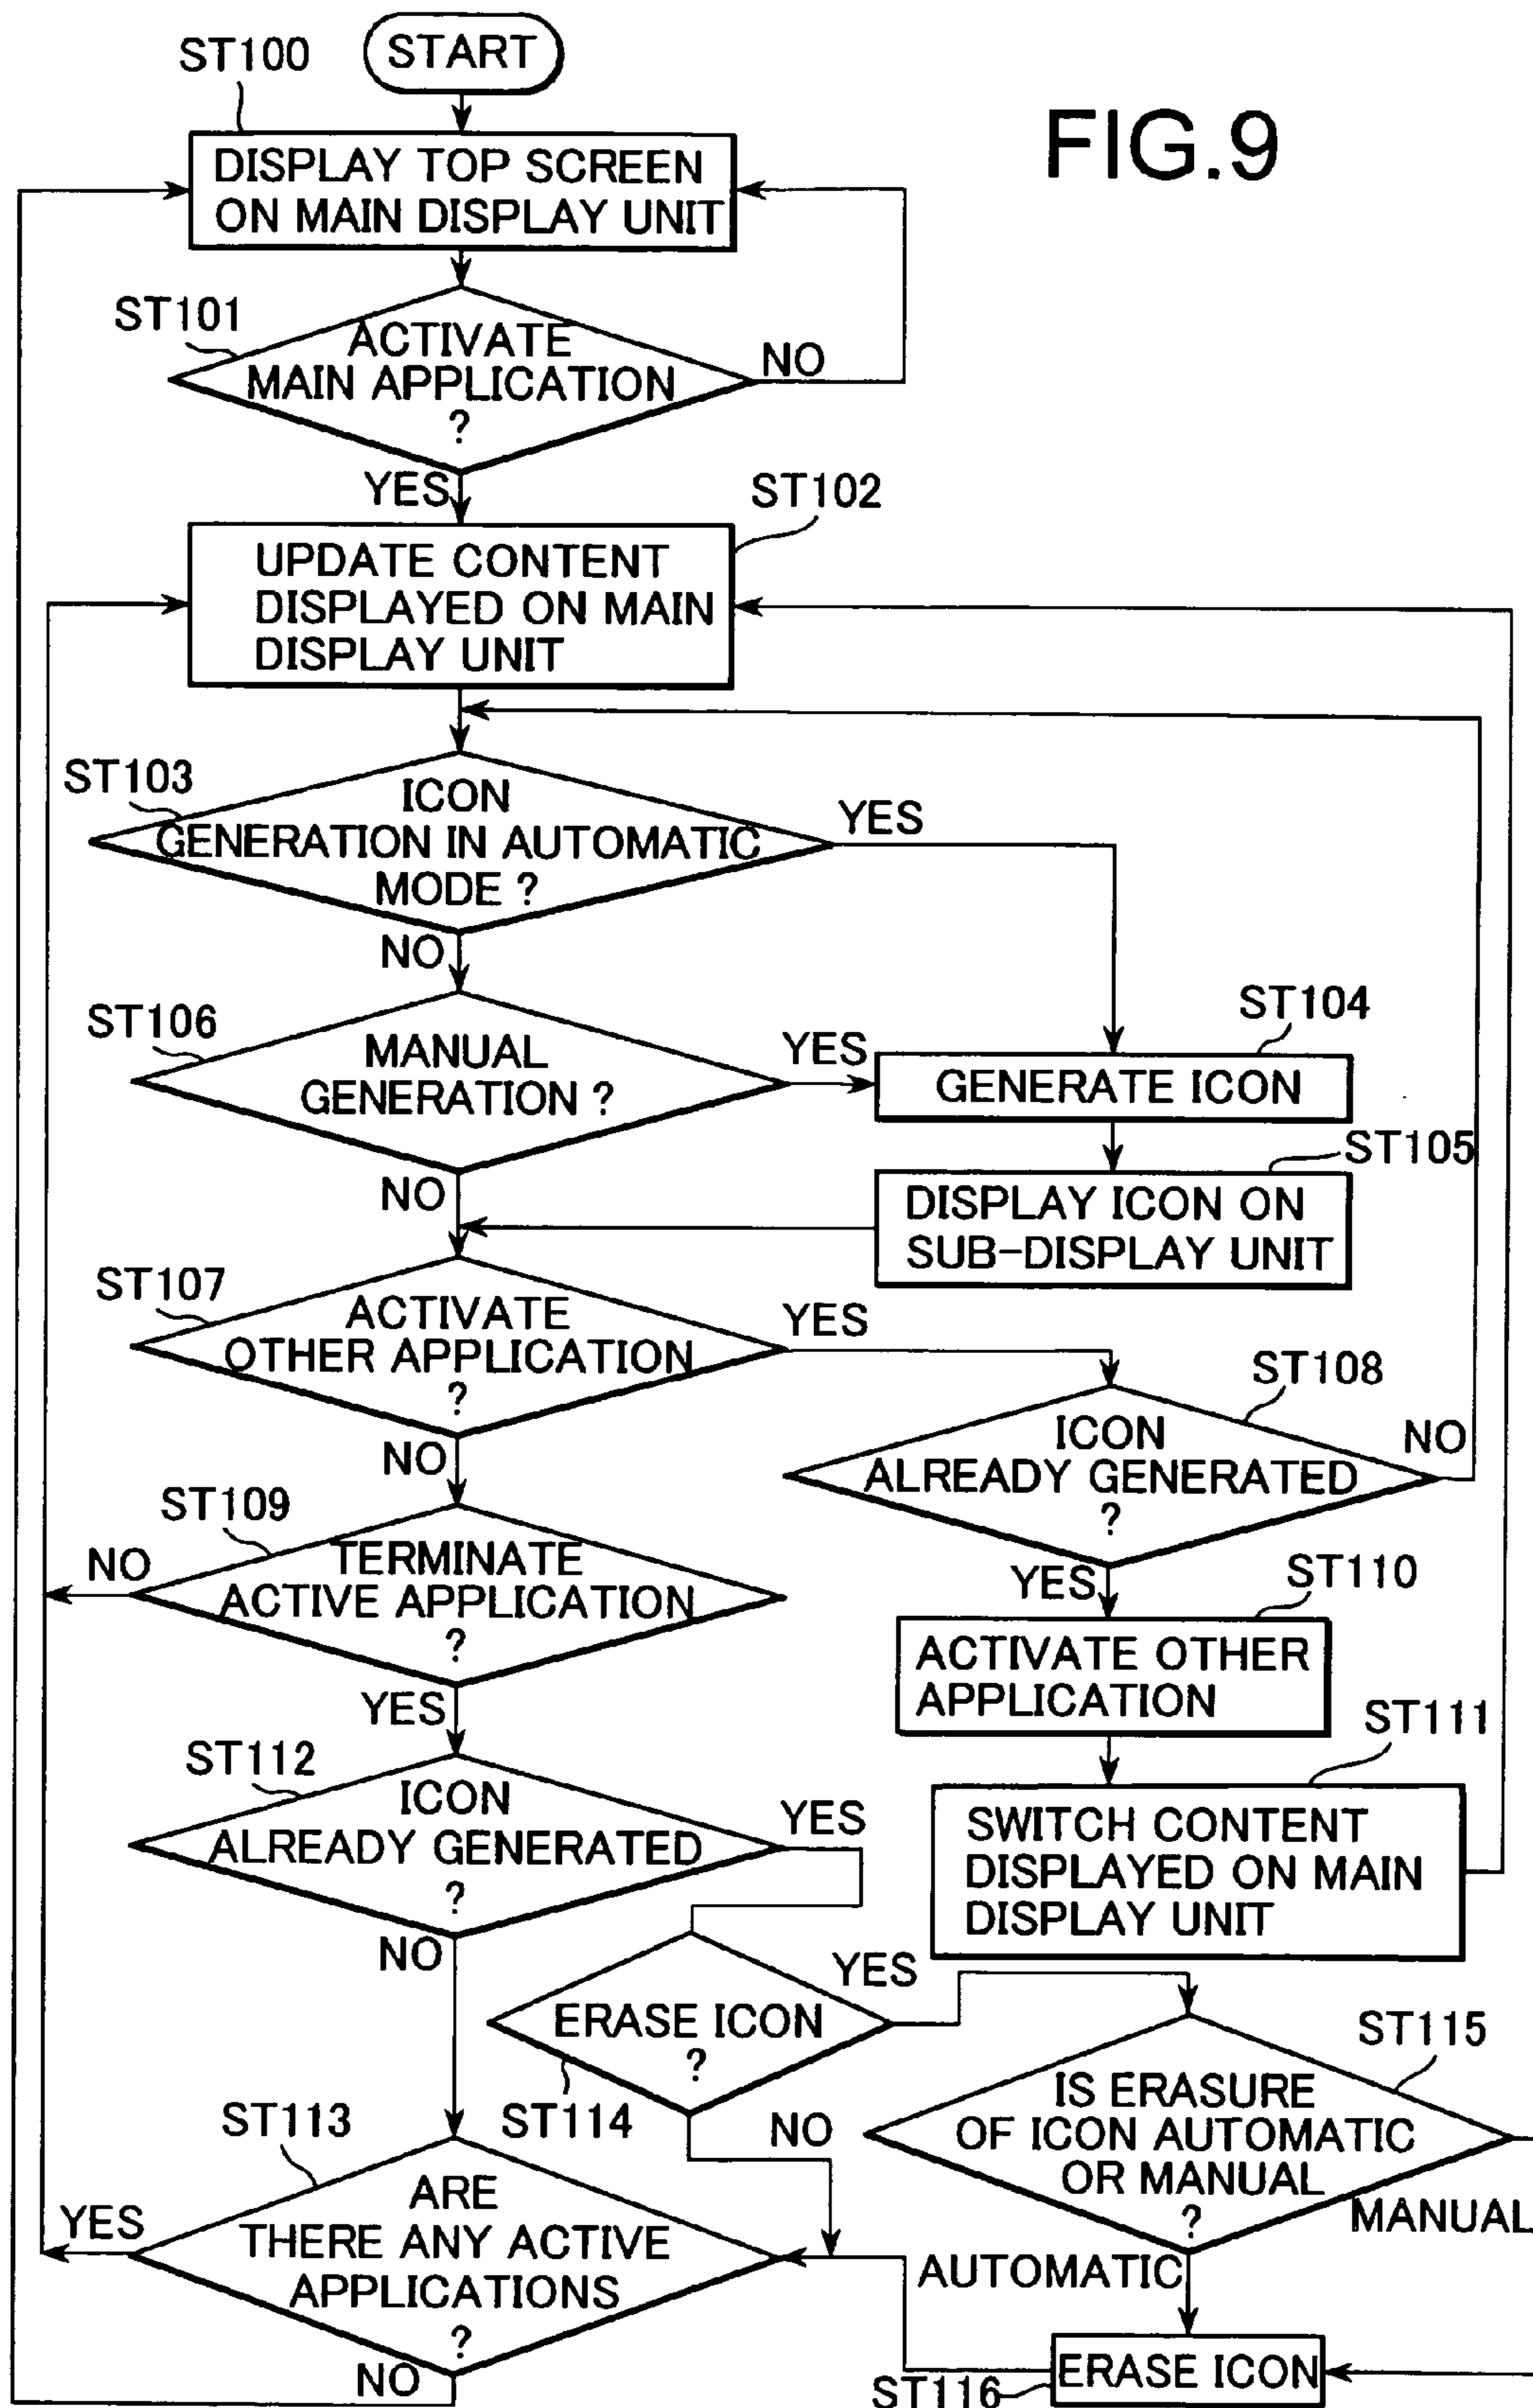 START
ST100
FIG.9
DISPLAY TOP SCREEN
ON MAIN DISPLAY UNIT
ST101
ACTIVATE
MAIN APPLICATION
?
NO
YES
ST102
UPDATE CONTENT
DISPLAYED ON MAIN
DISPLAY UNIT
ST103
ICON
GENERATION IN AUTOMATIC
MODE ?
YES
NO
ST106
MANUAL
GENERATION ?
YES
ST104
GENERATE ICON
NO
ST105
DISPLAY ICON ON
SUB-DISPLAY UNIT
ST107
ACTIVATE
OTHER APPLICATION
?
YES
NO
ST108
ICON
ALREADY GENERATED
?
NO
YES
ST109
TERMINATE
ACTIVE APPLICATION
?
NO
YES
ST110
ACTIVATE OTHER
APPLICATION
ST111
SWITCH CONTENT
DISPLAYED ON MAIN
DISPLAY UNIT
ST112
ICON
ALREADY GENERATED
?
YES
NO
ERASE ICON
?
YES
ST114
NO
ST115
IS ERASURE
OF ICON AUTOMATIC
OR MANUAL
?
MANUAL
AUTOMATIC
ST113
ARE
THERE ANY ACTIVE
APPLICATIONS
?
YES
NO
ERASE ICON
ST116